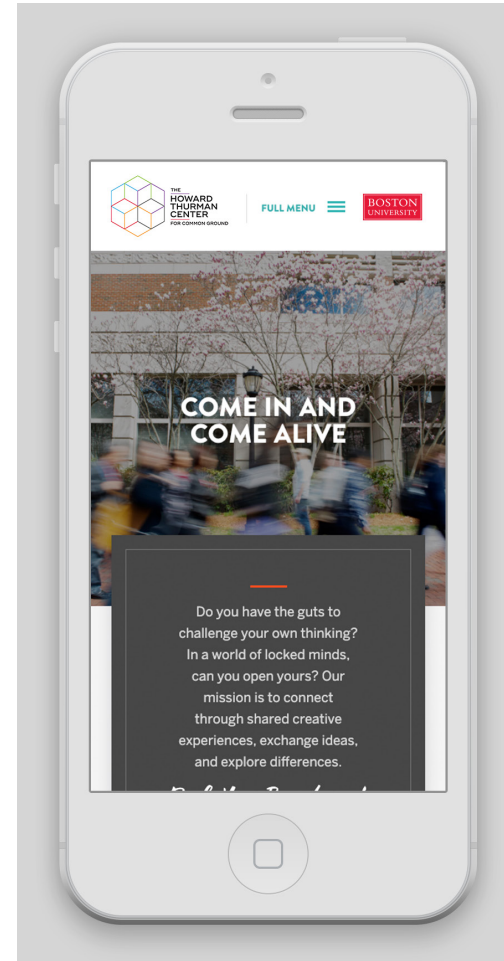 THE
HOWARD
THURMAN
CENTER
FOR COMMON GROUND
FULL MENU
BOSTON
UNIVERSITY
COME IN AND
COME ALIVE
Do you have the guts to
challenge your own thinking?
In a world of locked minds,
can you open yours? Our
mission is to connect
through shared creative
experiences, exchange ideas,
and explore differences.